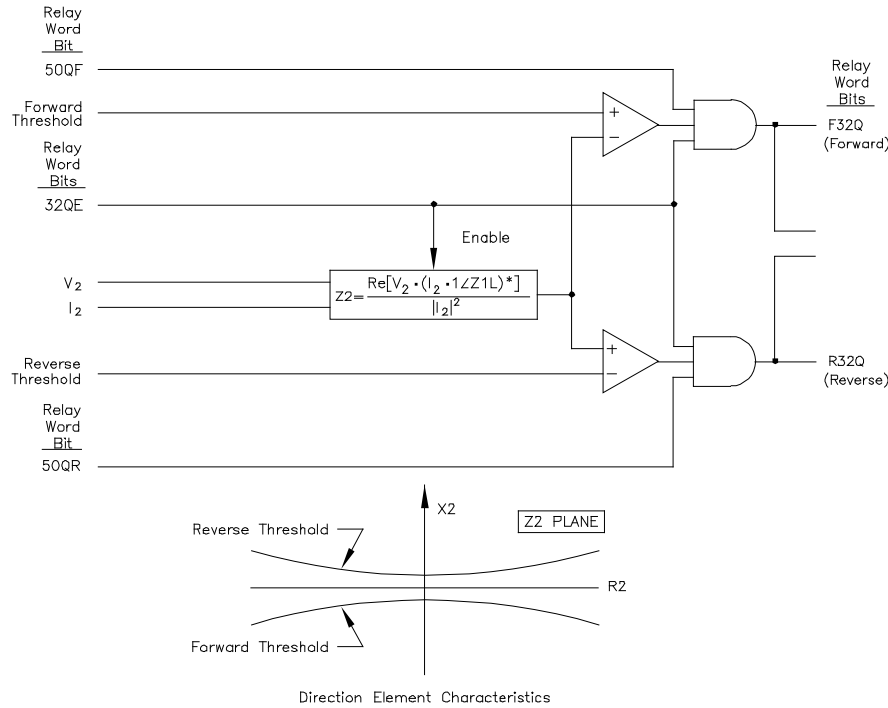 Relay
Word
Bit
50QF
Forward
Threshold
Relay
Word
Bits
32QE
Enable
V2
I2
Z2=Re[V2·(I2·1∠Z1L)*]
|I2|²
Reverse
Threshold
Relay
Word
Bit
50QR
+
−
+
−
Relay
Word
Bits
F32Q
(Forward)
R32Q
(Reverse)
X2
Z2 PLANE
Reverse Threshold
R2
Forward Threshold
Direction Element Characteristics